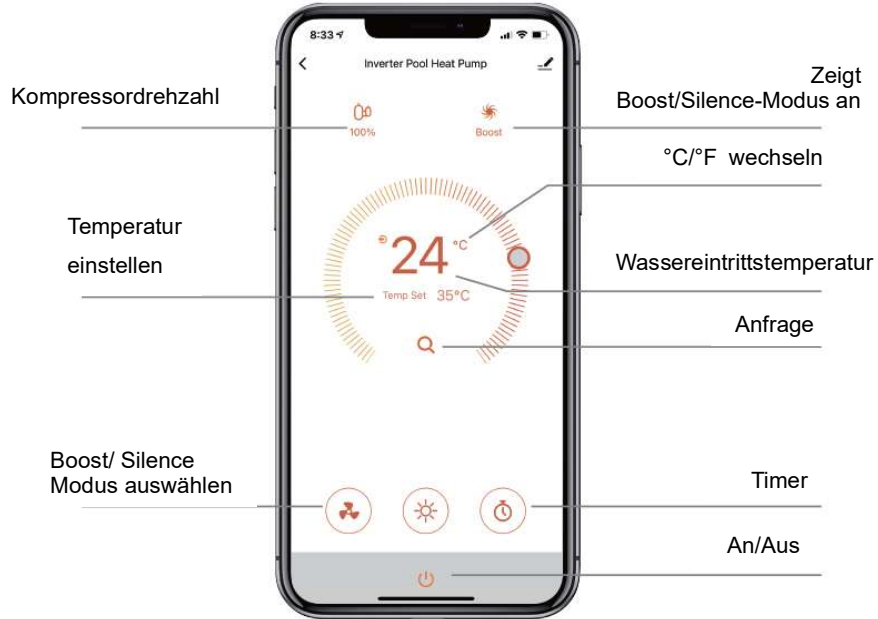 8:33
Inverter Pool Heat Pump
Kompressordrehzahl
Zeigt
Boost/Silence-Modus an
100%
Boost
°C/°F wechseln
Temperatur
einstellen
24 °C
Wassereintrittstemperatur
Temp Set 35°C
Anfrage
Boost/ Silence
Modus auswählen
Timer
An/Aus